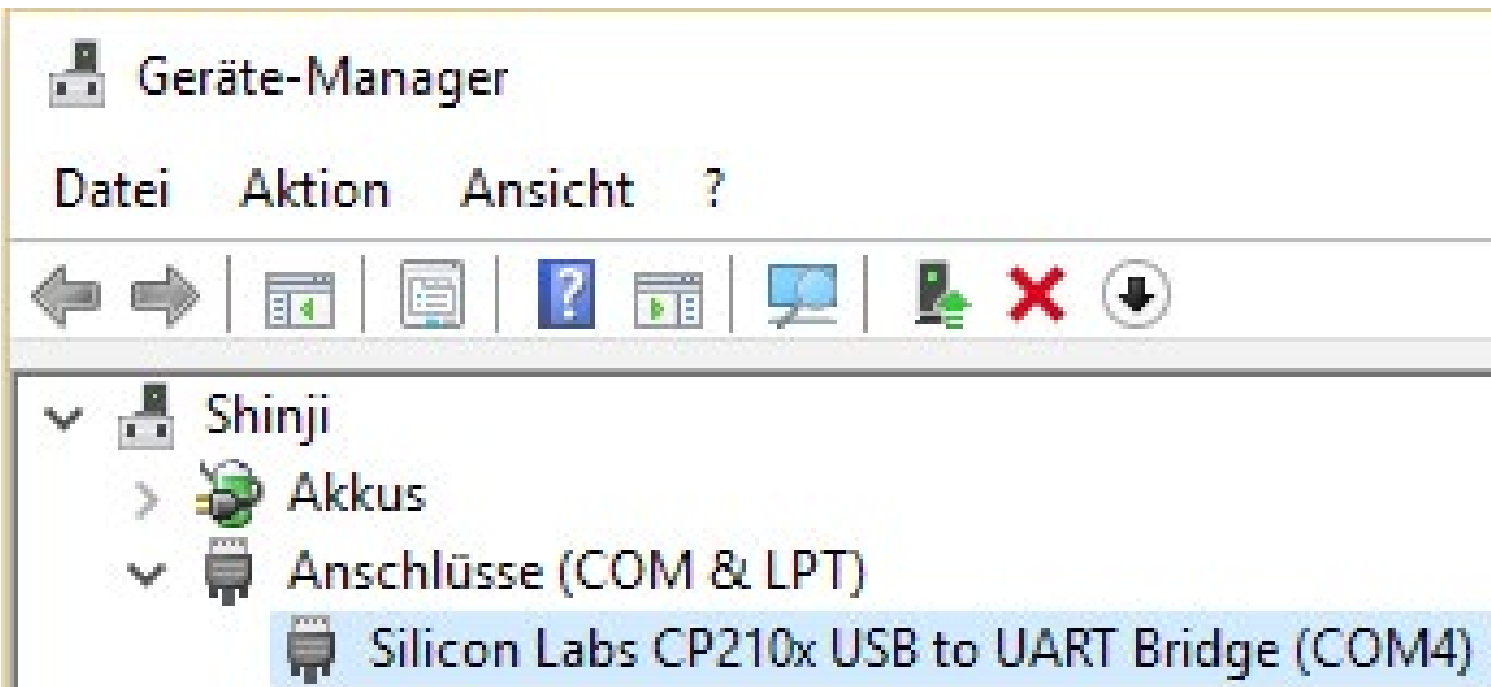 Geräte-Manager
Datei Aktion Ansicht ?
?
Shinji
Akkus
Anschlüsse (COM & LPT)
Silicon Labs CP210x USB to UART Bridge (COM4)